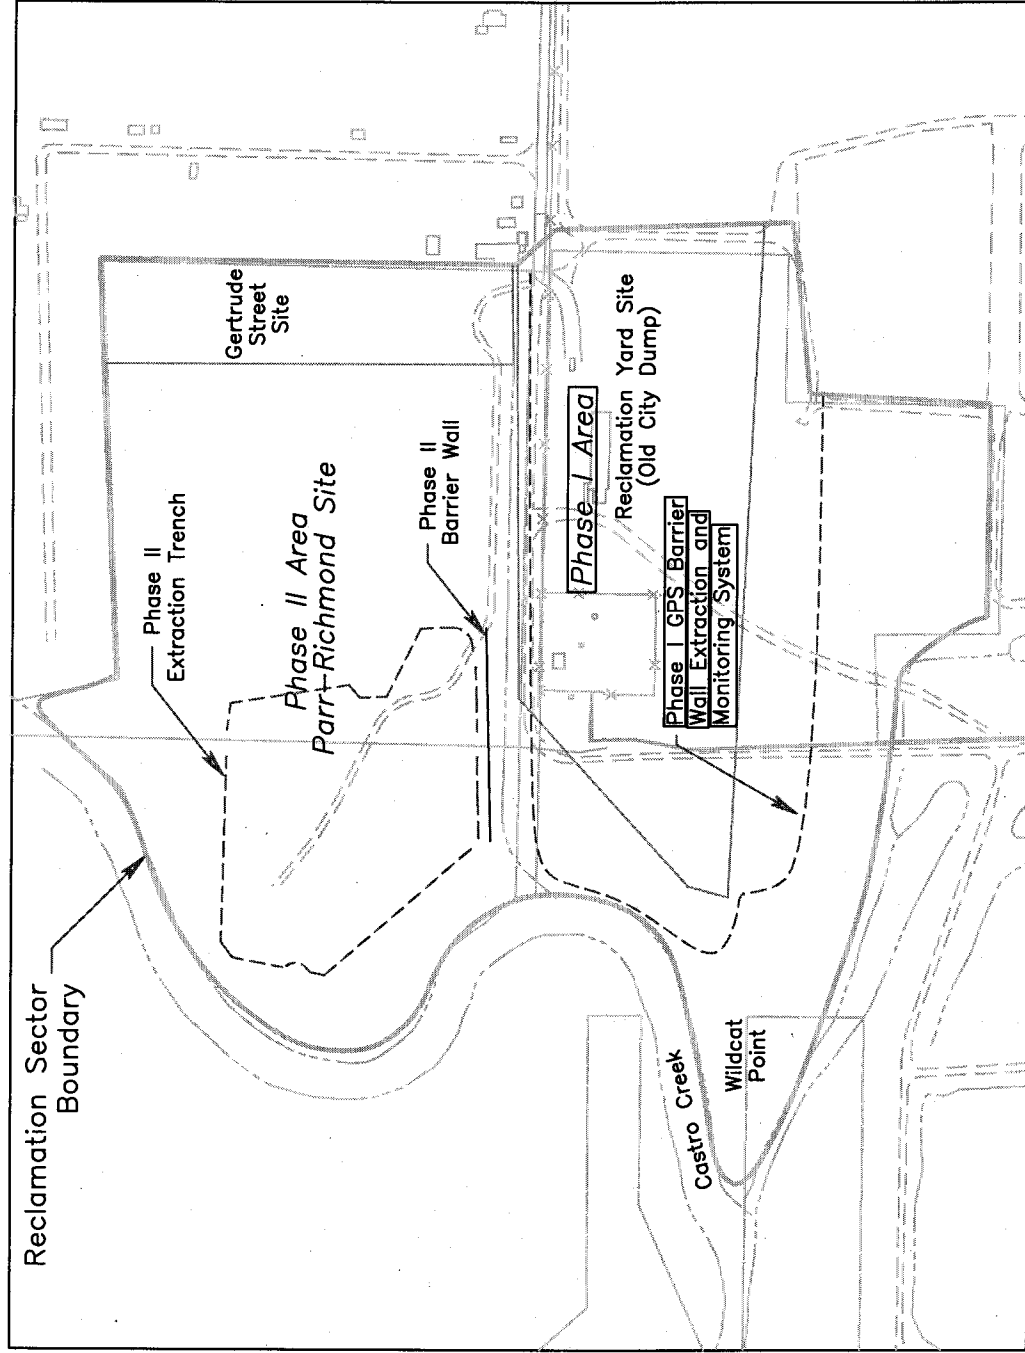 Reclamation Sector
Boundary
Phase II
Extraction Trench
Phase II Area
Parr-Richmond Site
Gertrude
Street
Site
Phase II
Barrier Wall
Phase I Area
Reclamation Yard Site
(Old City Dump)
Phase I GPS Barrier
Wall Extraction and
Monitoring System
Castro Creek
Wildcat
Point